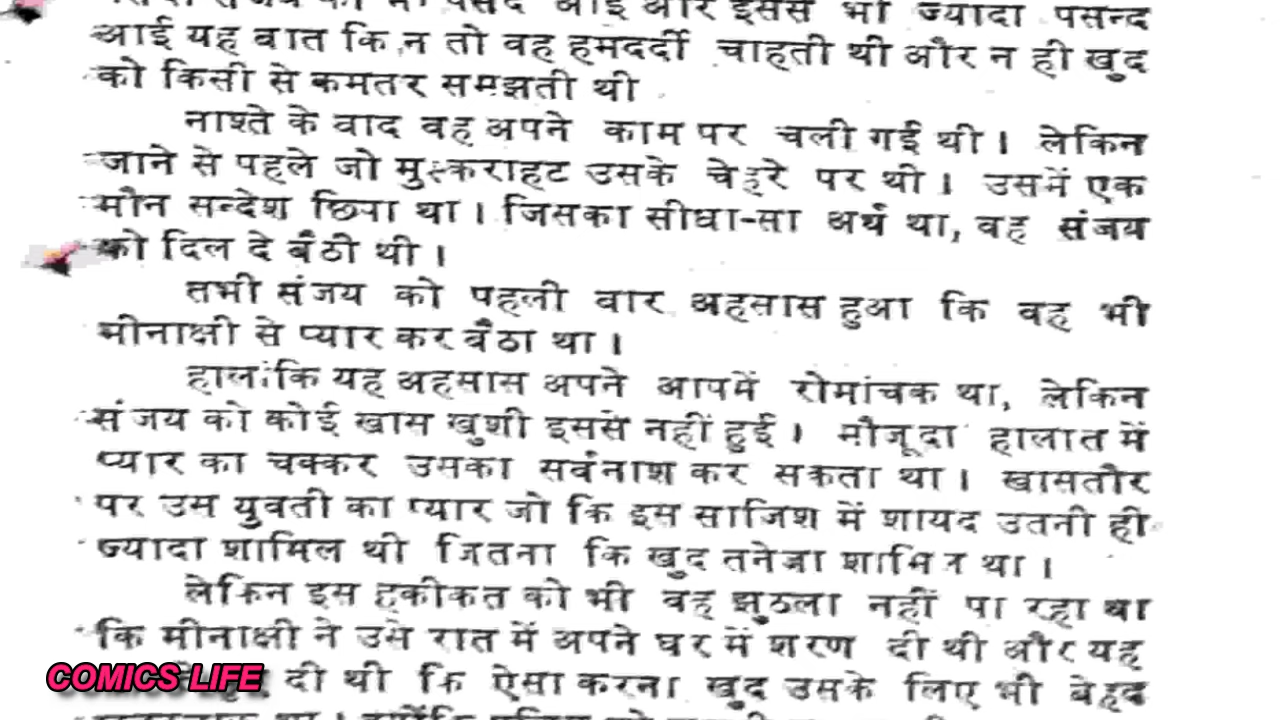 आई यह बात कि न तो वह हमदर्दी चाहती थी और न ही खुद
को किसी से कमतर समझती थी
नाश्ते के बाद वह अपने काम पर चली गई थी । लेकिन
जाने से पहले जो मुस्कराहट उसके चेहरे पर थी । उसमें एक
मौन सन्देश छिपा था । जिसका सीधा-सा अर्थ था, वह संजय
को दिल दे बैठी थी ।
तभी संजय को पहली बार अहसास हुआ कि वह भी
मीनाक्षी से प्यार कर बैठा था ।
हालांकि यह अहसास अपने आपमें रोमांचक था, लेकिन
संजय को कोई खास खुशी इससे नहीं हुई । मौजूदा हालात में
प्यार का चक्कर उसका सर्वनाश कर सकता था । खासतौर
पर उस युवती का प्यार जो कि इस साजिश में शायद उतनी ही
ज्यादा शामिल थी जितना कि खुद तनेजा शामिल था ।
लेकिन इस हकीकत को भी वह झुठला नहीं पा रहा था
कि मीनाक्षी ने उसे रात में अपने घर में शरण दी थी और यह
दी थी कि ऐसा करना खुद उसके लिए भी बेहद
COMICS LIFE